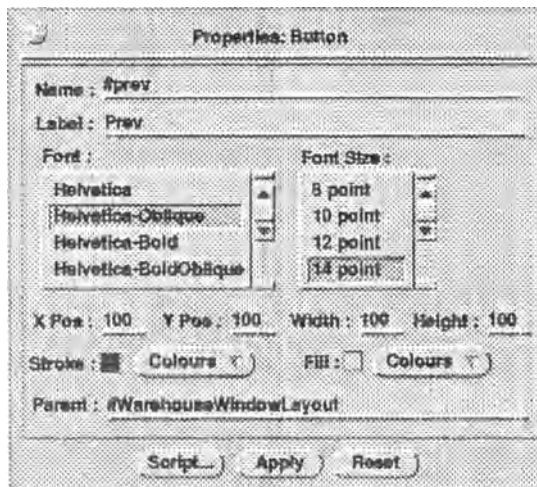 Properties: Button
Name : #prev
Label : Prev
Font : Font Size :
Helvetica 8 point
Helvetica-Oblique 10 point
Helvetica-Bold 12 point
Helvetica-BoldOblique 14 point
X Pos : 100 Y Pos : 100 Width : 100 Height : 100
Stroke : Colours Fill : Colours
Parent : #WarehouseWindowLayout
Script... Apply Reset